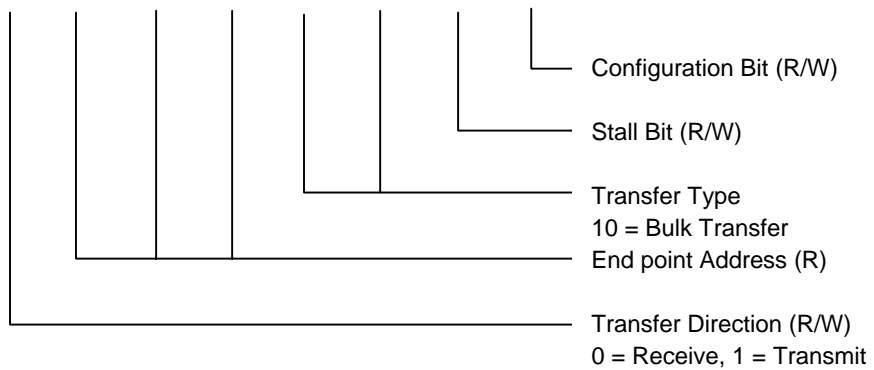 Configuration Bit (R/W)
Stall Bit (R/W)
Transfer Type
10 = Bulk Transfer
End point Address (R)
Transfer Direction (R/W)
0 = Receive, 1 = Transmit